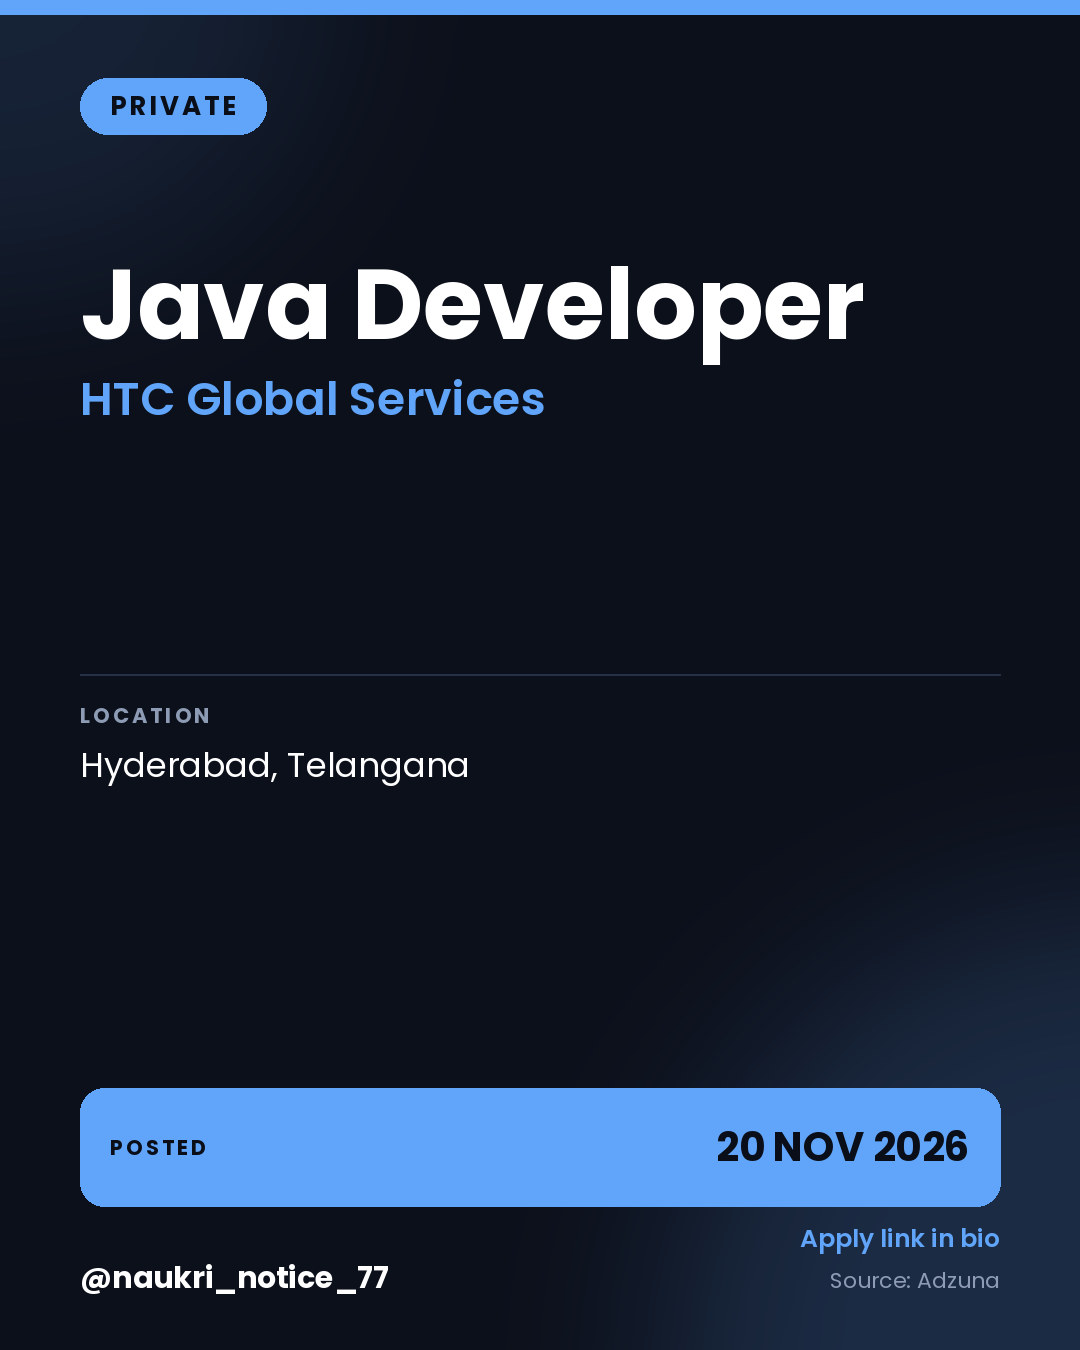 PRIVATE
Java Developer
HTC Global Services
LOCATION
Hyderabad, Telangana
POSTED
20 NOV 2026
Apply link in bio
@naukri_notice_77
Source: Adzuna